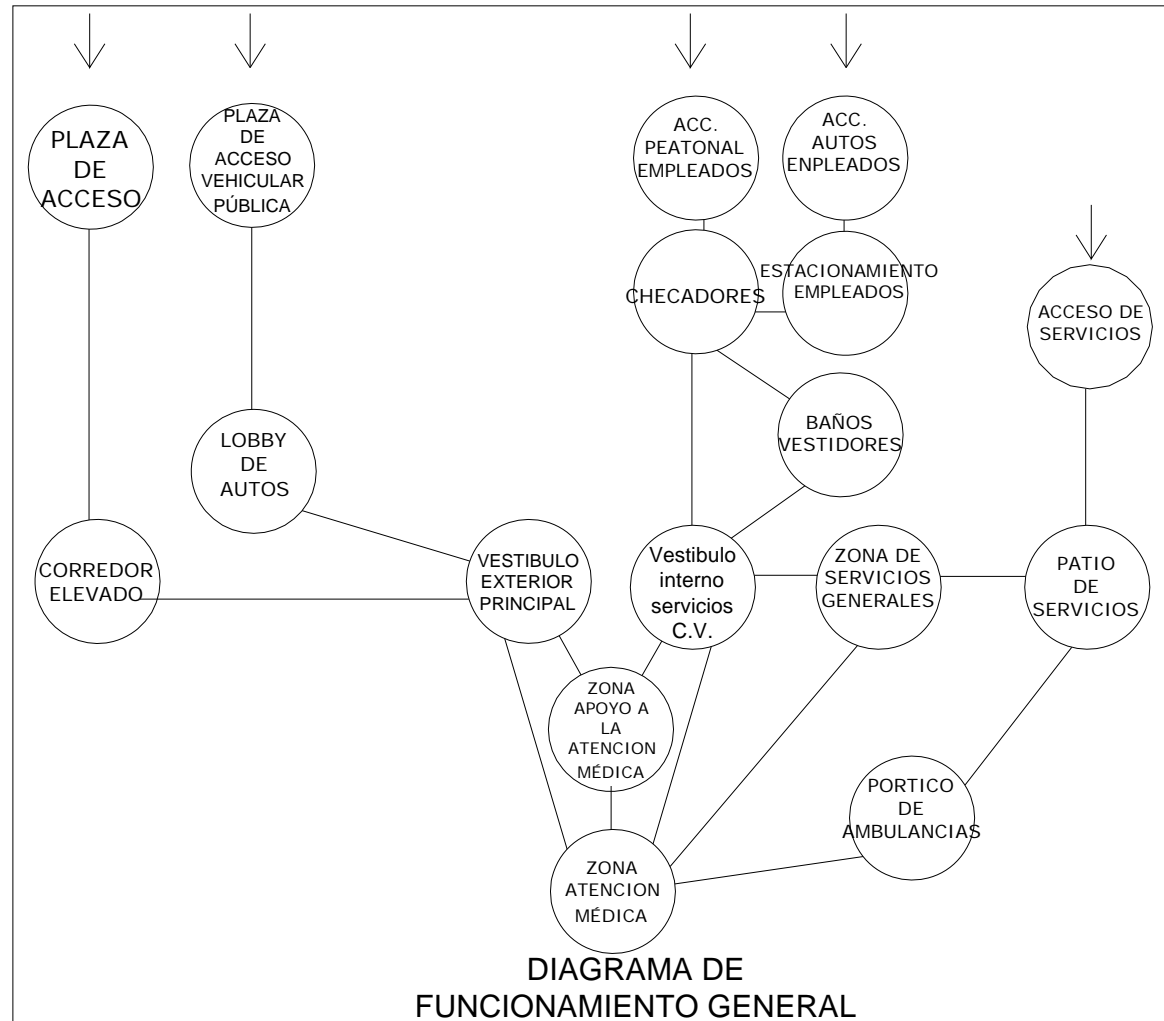 PLAZA
DE
ACCESO
PLAZA
DE
ACCESO
VEHICULAR
PÚBLICA
ACC.
PEATONAL
EMPLEADOS
ACC.
AUTOS
ENPLEADOS
CHECADORES
ESTACIONAMIENTO
EMPLEADOS
ACCESO DE
SERVICIOS
LOBBY
DE
AUTOS
BAÑOS
VESTIDORES
CORREDOR
ELEVADO
VESTIBULO
EXTERIOR
PRINCIPAL
Vestibulo
interno
servicios
C.V.
ZONA DE
SERVICIOS
GENERALES
PATIO
DE
SERVICIOS
ZONA
APOYO A
LA
ATENCION
MÉDICA
PORTICO
DE
AMBULANCIAS
ZONA
ATENCION
MÉDICA
DIAGRAMA DE
FUNCIONAMIENTO GENERAL